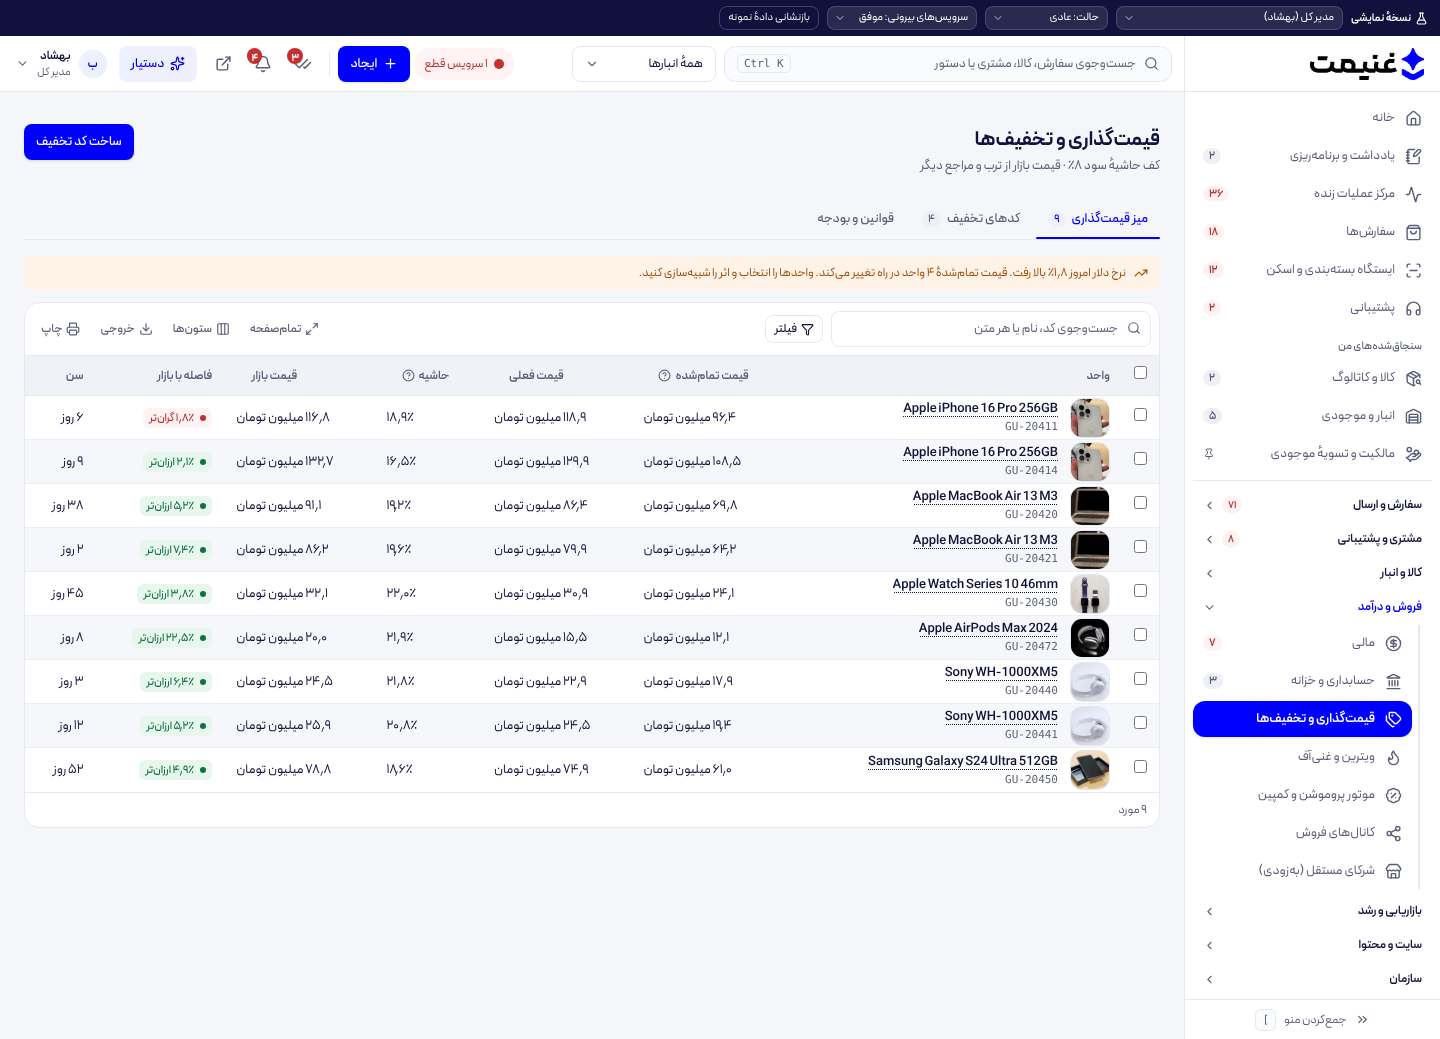 نسخهٔ نمایشی
مدیر کل (بهشاد)
حالت: عادی
سرویس‌های بیرونی: موفق
بازنشانی دادهٔ نمونه
غنیمت
جست‌وجوی سفارش، کالا، مشتری یا دستور
Ctrl K
همهٔ انبارها
۱ سرویس قطع
ایجاد
۳
۴
دستیار
ب
بهشاد
مدیر کل
خانه
یادداشت و برنامه‌ریزی ۲
مرکز عملیات زنده ۳۶
سفارش‌ها ۱۸
ایستگاه بسته‌بندی و اسکن ۱۲
پشتیبانی ۲
سنجاق‌شده‌های من
کالا و کاتالوگ ۲
انبار و موجودی ۵
مالکیت و تسویهٔ موجودی
سفارش و ارسال ۷۱
مشتری و پشتیبانی ۸
کالا و انبار
فروش و درآمد
مالی ۷
حسابداری و خزانه ۳
قیمت‌گذاری و تخفیف‌ها
ویترین و غنی‌آف
موتور پروموشن و کمپین
کانال‌های فروش
شرکای مستقل (به‌زودی)
بازاریابی و رشد
سایت و محتوا
سازمان
جمع‌کردن منو [
قیمت‌گذاری و تخفیف‌ها
کف حاشیهٔ سود ۸٪ · قیمت بازار از ترب و مراجع دیگر
ساخت کد تخفیف
میز قیمت‌گذاری ۹
کدهای تخفیف ۴
قوانین و بودجه
نرخ دلار امروز ۱٫۸٪ بالا رفت. قیمت تمام‌شدهٔ ۴ واحد در راه تغییر می‌کند. واحدها را انتخاب و اثر را شبیه‌سازی کنید.
جست‌وجوی کد، نام یا هر متن
فیلتر
تمام‌صفحه
ستون‌ها
خروجی
چاپ
واحد قیمت تمام‌شده قیمت فعلی حاشیه قیمت بازار فاصله با بازار سن
Apple iPhone 16 Pro 256GB
GU-20411
۹۶٫۴ میلیون تومان ۱۱۸٫۹ میلیون تومان ۱۸٫۹٪ ۱۱۶٫۸ میلیون تومان ۱٫۸٪ گران‌تر ۶ روز
Apple iPhone 16 Pro 256GB
GU-20414
۱۰۸٫۵ میلیون تومان ۱۲۹٫۹ میلیون تومان ۱۶٫۵٪ ۱۳۲٫۷ میلیون تومان ۲٫۱٪ ارزان‌تر ۹ روز
Apple MacBook Air 13 M3
GU-20420
۶۹٫۸ میلیون تومان ۸۶٫۴ میلیون تومان ۱۹٫۲٪ ۹۱٫۱ میلیون تومان ۵٫۲٪ ارزان‌تر ۳۸ روز
Apple MacBook Air 13 M3
GU-20421
۶۴٫۲ میلیون تومان ۷۹٫۹ میلیون تومان ۱۹٫۶٪ ۸۶٫۲ میلیون تومان ۷٫۴٪ ارزان‌تر ۲ روز
Apple Watch Series 10 46mm
GU-20430
۲۴٫۱ میلیون تومان ۳۰٫۹ میلیون تومان ۲۲٫۰٪ ۳۲٫۱ میلیون تومان ۳٫۸٪ ارزان‌تر ۴۵ روز
Apple AirPods Max 2024
GU-20472
۱۲٫۱ میلیون تومان ۱۵٫۵ میلیون تومان ۲۱٫۹٪ ۲۰٫۰ میلیون تومان ۲۲٫۵٪ ارزان‌تر ۸ روز
Sony WH-1000XM5
GU-20440
۱۷٫۹ میلیون تومان ۲۲٫۹ میلیون تومان ۲۱٫۸٪ ۲۴٫۵ میلیون تومان ۶٫۴٪ ارزان‌تر ۳ روز
Sony WH-1000XM5
GU-20441
۱۹٫۴ میلیون تومان ۲۴٫۵ میلیون تومان ۲۰٫۸٪ ۲۵٫۹ میلیون تومان ۵٫۲٪ ارزان‌تر ۱۲ روز
Samsung Galaxy S24 Ultra 512GB
GU-20450
۶۱٫۰ میلیون تومان ۷۴٫۹ میلیون تومان ۱۸٫۶٪ ۷۸٫۸ میلیون تومان ۴٫۹٪ ارزان‌تر ۵۲ روز
۹ مورد